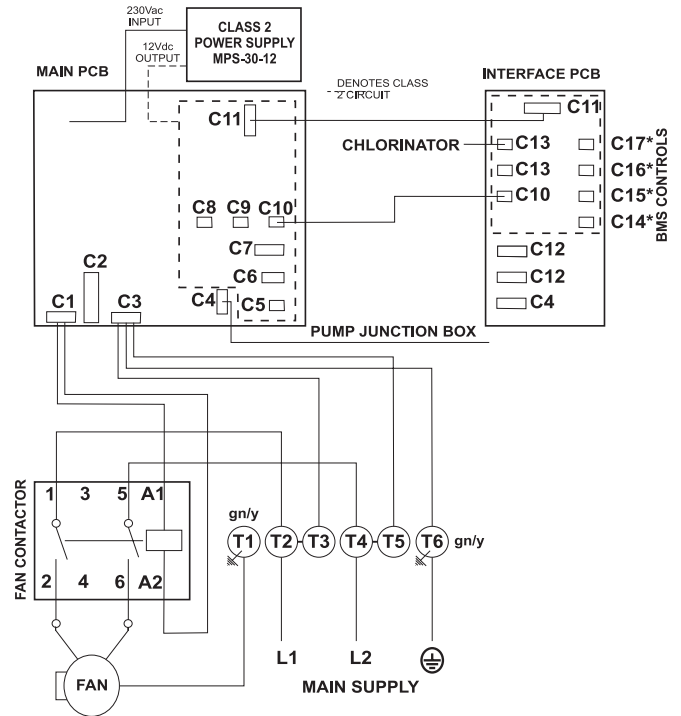 230Vac
INPUT
CLASS 2
POWER SUPPLY
MPS-30-12
12Vdc
OUTPUT
MAIN PCB
DENOTES CLASS
2 CIRCUIT
INTERFACE PCB
C11
C11
CHLORINATOR
C13
C17*
C13
C16*
C10
C15*
C14*
BMS CONTROLS
C8
C9
C10
C7
C6
C5
C4
C12
C12
C4
C2
C1
C3
PUMP JUNCTION BOX
FAN CONTACTOR
1 3 5 A1
2 4 6 A2
gn/y
T1
T2
T3
T4
T5
T6
gn/y
L1
L2
MAIN SUPPLY
FAN